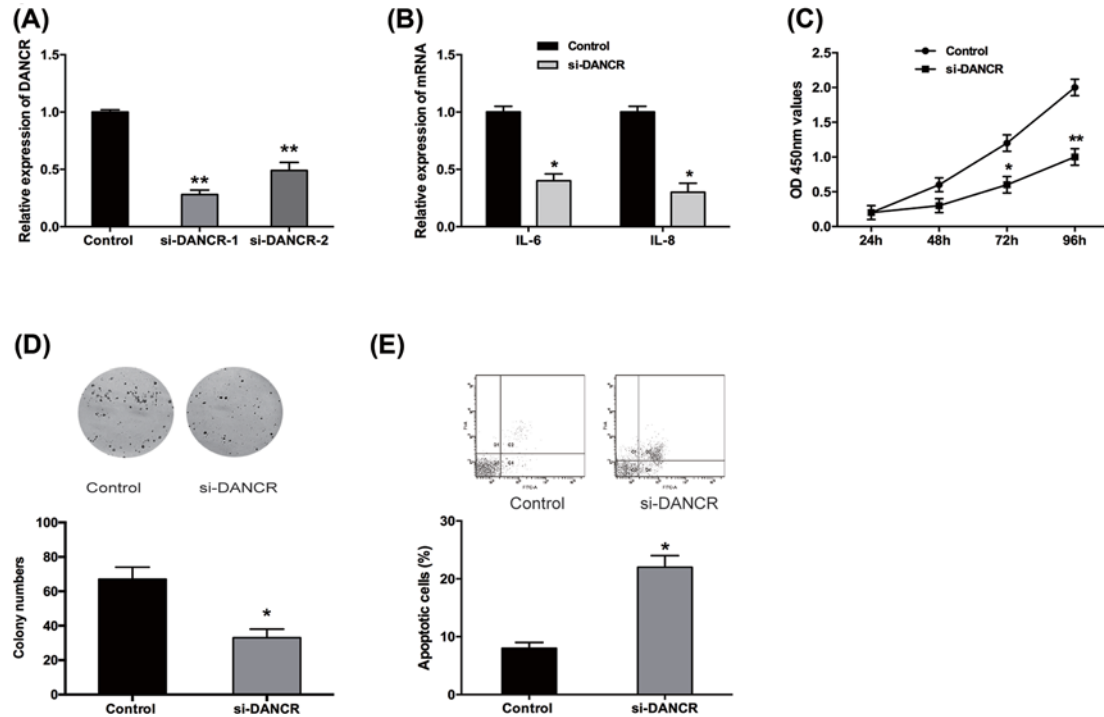 (A)
Relative expression of DANCR
1.5
1.0
0.5
0.0
**
**
Control
si-DANCR-1
si-DANCR-2
(B)
Relative expression of mRNA
Control
si-DANCR
1.5
1.0
0.5
0.0
*
*
IL-6
IL-8
(C)
OD 450nm values
Control
si-DANCR
2.5
2.0
1.5
1.0
0.5
0.0
*
**
24h
48h
72h
96h
(D)
Control
si-DANCR
Colony numbers
100
80
60
40
20
0
*
Control
si-DANCR
(E)
FITC-A
FITC-A
Control
si-DANCR
Apoptotic cells (%)
30
20
10
0
*
Control
si-DANCR